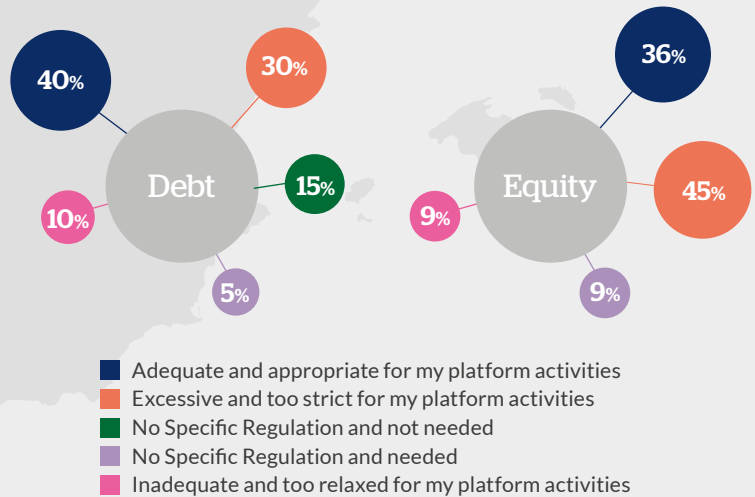 40%
30%
Debt
15%
10%
5%
36%
Equity
45%
9%
9%
Adequate and appropriate for my platform activities
Excessive and too strict for my platform activities
No Specific Regulation and not needed
No Specific Regulation and needed
Inadequate and too relaxed for my platform activities